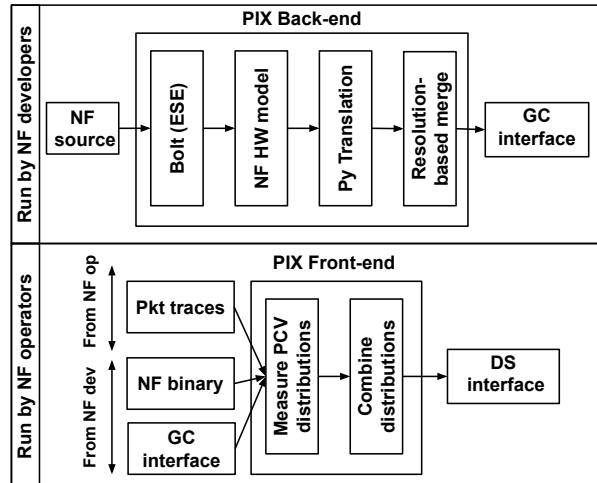 Run by NF developers
PIX Back-end
NF
source
Bolt (ESE)
NF HW model
Py Translation
Resolution-
based merge
GC
interface
Run by NF operators
PIX Front-end
From NF op
From NF dev
Pkt traces
NF binary
GC
interface
Measure PCV
distributions
Combine
distributions
DS
interface